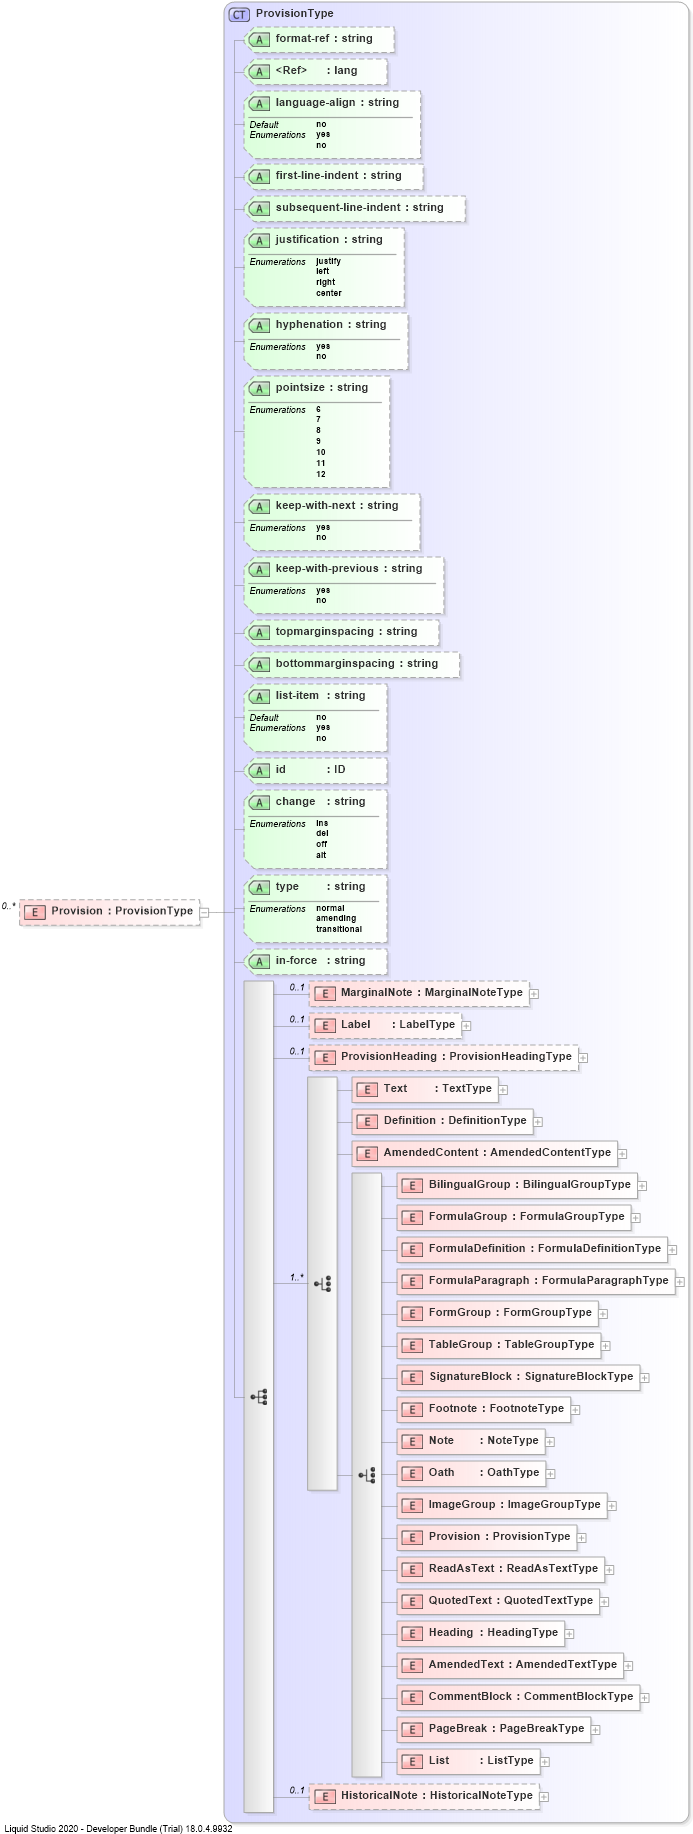 CT ProvisionType
A format-ref : string
A <Ref> : lang
A language-align : string
Default no
Enumerations yes
no
A first-line-indent : string
A subsequent-line-indent : string
A justification : string
Enumerations justify
left
right
center
A hyphenation : string
Enumerations yes
no
A pointsize : string
Enumerations 6
7
8
9
10
11
12
A keep-with-next : string
Enumerations yes
no
A keep-with-previous : string
Enumerations yes
no
A topmarginspacing : string
A bottommarginspacing : string
A list-item : string
Default no
Enumerations yes
no
A id : ID
A change : string
Enumerations ins
del
off
alt
A type : string
Enumerations normal
amending
transitional
0..* E Provision : ProvisionType
A in-force : string
0..1 E MarginalNote : MarginalNoteType
0..1 E Label : LabelType
0..1 E ProvisionHeading : ProvisionHeadingType
E Text : TextType
E Definition : DefinitionType
E AmendedContent : AmendedContentType
E BilingualGroup : BilingualGroupType
E FormulaGroup : FormulaGroupType
E FormulaDefinition : FormulaDefinitionType
1..* E FormulaParagraph : FormulaParagraphType
E FormGroup : FormGroupType
E TableGroup : TableGroupType
E SignatureBlock : SignatureBlockType
E Footnote : FootnoteType
E Note : NoteType
E Oath : OathType
E ImageGroup : ImageGroupType
E Provision : ProvisionType
E ReadAsText : ReadAsTextType
E QuotedText : QuotedTextType
E Heading : HeadingType
E AmendedText : AmendedTextType
E CommentBlock : CommentBlockType
E PageBreak : PageBreakType
E List : ListType
0..1 E HistoricalNote : HistoricalNoteType
Liquid Studio 2020 - Developer Bundle (Trial) 18.0.4.9932